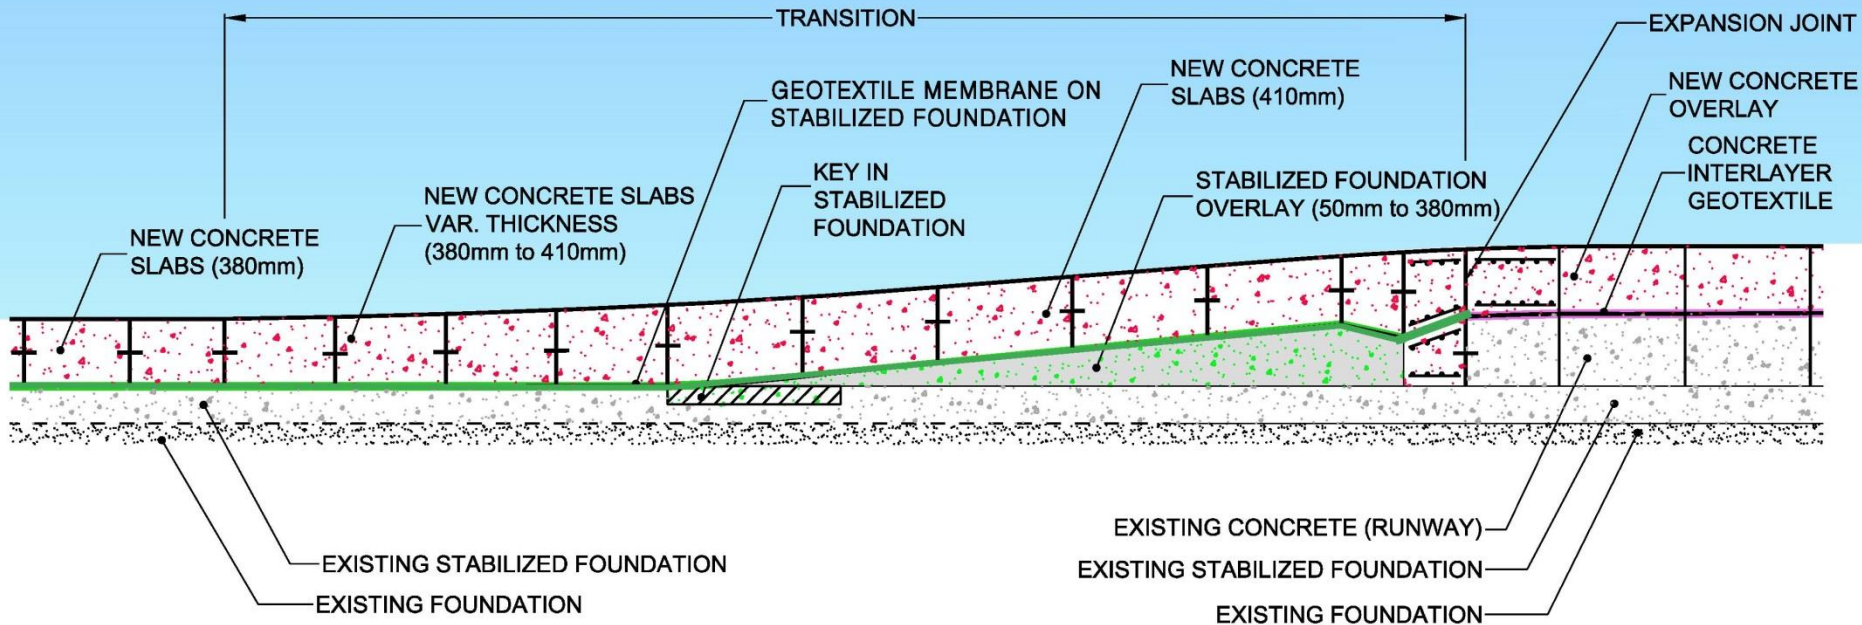 TRANSITION
EXPANSION JOINT
GEOTEXTILE MEMBRANE ON
STABILIZED FOUNDATION
NEW CONCRETE
SLABS (410mm)
NEW CONCRETE
OVERLAY
CONCRETE
INTERLAYER
GEOTEXTILE
KEY IN
STABILIZED
FOUNDATION
STABILIZED FOUNDATION
OVERLAY (50mm to 380mm)
NEW CONCRETE SLABS
VAR. THICKNESS
(380mm to 410mm)
NEW CONCRETE
SLABS (380mm)
EXISTING STABILIZED FOUNDATION
EXISTING FOUNDATION
EXISTING CONCRETE (RUNWAY)
EXISTING STABILIZED FOUNDATION
EXISTING FOUNDATION